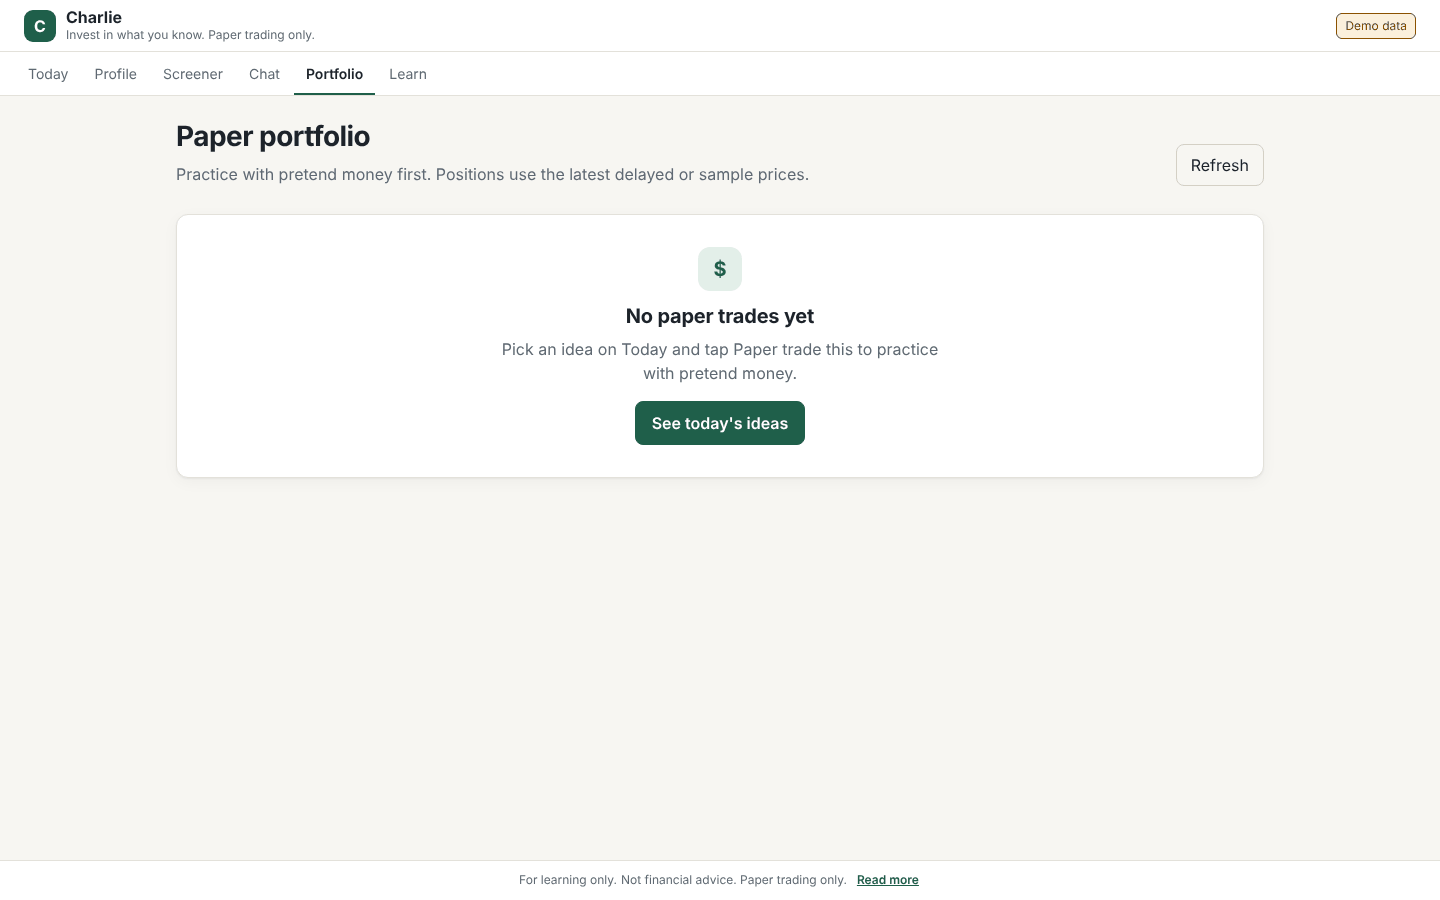 C
Charlie
Invest in what you know. Paper trading only.
Demo data
Today
Profile
Screener
Chat
Portfolio
Learn
Paper portfolio
Practice with pretend money first. Positions use the latest delayed or sample prices.
Refresh
$
No paper trades yet
Pick an idea on Today and tap Paper trade this to practice
with pretend money.
See today's ideas
For learning only. Not financial advice. Paper trading only. Read more